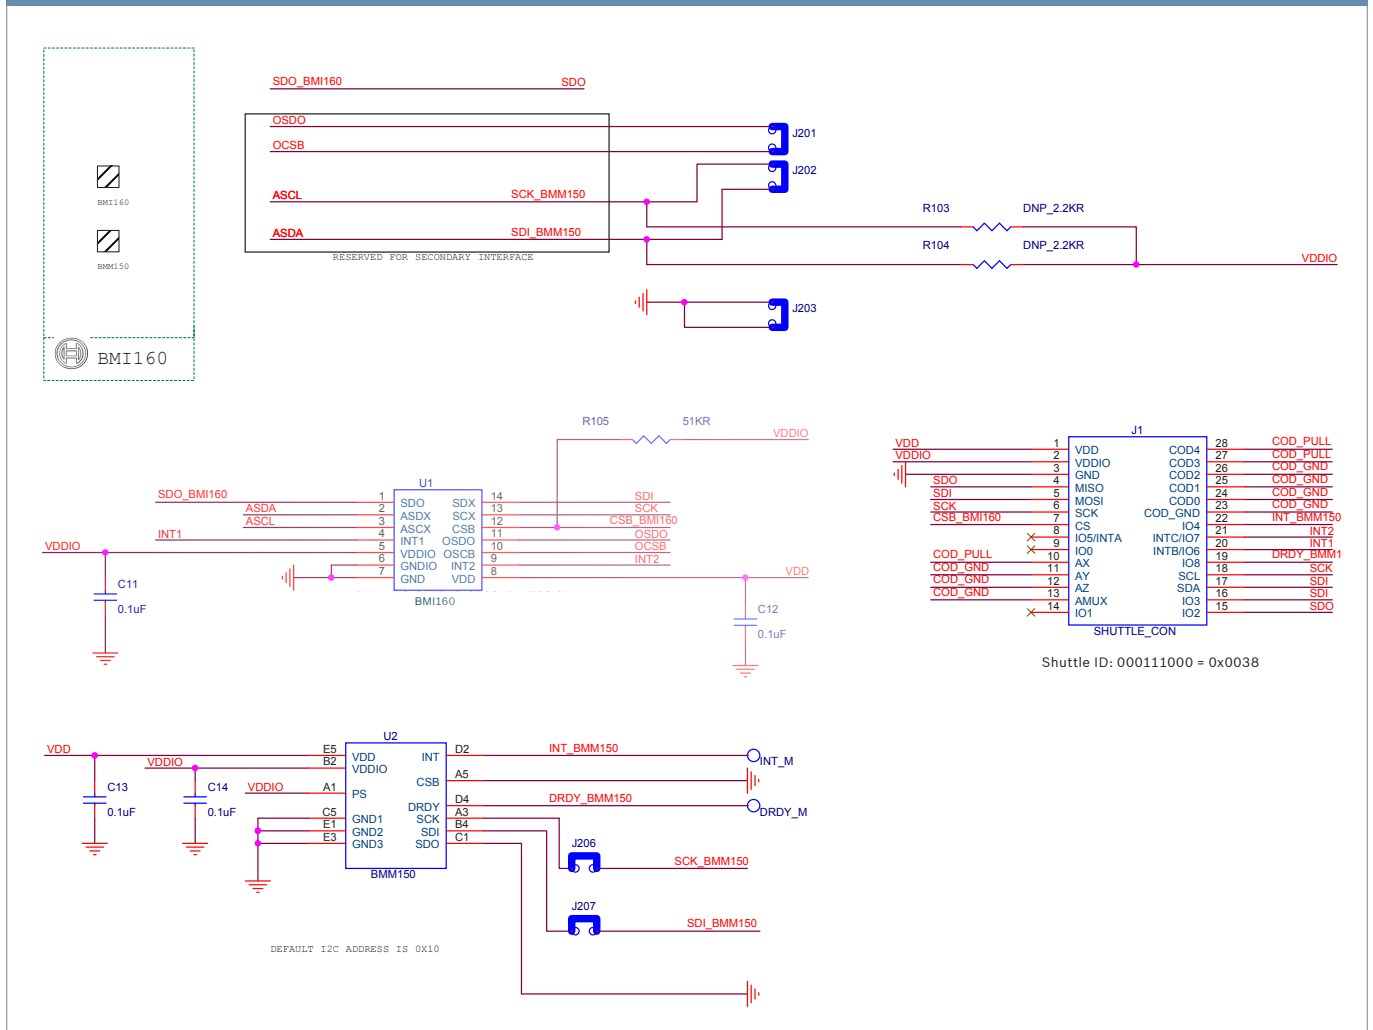 SDO_BMI160 SDO
OSDO
OCSB
ASCL SCK_BMM150
ASDA SDI_BMM150
RESERVED FOR SECONDARY INTERFACE
J201
J202
R103 DNP_2.2KR
R104 DNP_2.2KR
VDDIO
J203
BMI160
BMM150
BMI160
R105 51KR
VDDIO
U1
SDO_BMI160 1 SDO SDX 14 SDI
ASDA 2 ASDX SCX 13 SCK
ASCL 3 ASCX CSB 12 CSB_BMI160
INT1 4 INT1 OSDO 11 OSDO
VDDIO 5 VDDIO OSCB 10 OCSB
6 GNDIO INT2 9 INT2
7 GND VDD 8 VDD
BMI160
C11
0.1uF
C12
0.1uF
J1
VDD 1 VDD COD4 28 COD_PULL
VDDIO 2 VDDIO COD3 27 COD_PULL
3 GND COD2 26 COD_GND
SDO 4 MISO COD1 25 COD_GND
SDI 5 MOSI COD0 24 COD_GND
SCK 6 SCK COD_GND 23 COD_GND
CSB_BMI160 7 CS IO4 22 INT_BMM150
8 IO5/INTA INTC/IO7 21 INT2
9 IO0 INTB/IO6 20 INT1
COD_PULL 10 AX IO8 19 DRDY_BMM1
COD_GND 11 AY SCL 18 SCK
COD_GND 12 AZ SDA 17 SDI
COD_GND 13 AMUX IO3 16 SDI
14 IO1 IO2 15 SDO
SHUTTLE_CON
Shuttle ID: 000111000 = 0x0038
U2
VDD E5 VDD INT D2 INT_BMM150 INT_M
VDDIO B2 VDDIO
CSB A5
VDDIO A1 PS
DRDY D4 DRDY_BMM150 DRDY_M
C5 GND1 SCK A3
E1 GND2 SDI B4
E3 GND3 SDO C1
BMM150
C13
0.1uF
C14
0.1uF
J206
SCK_BMM150
J207
SDI_BMM150
DEFAULT I2C ADDRESS IS 0X10